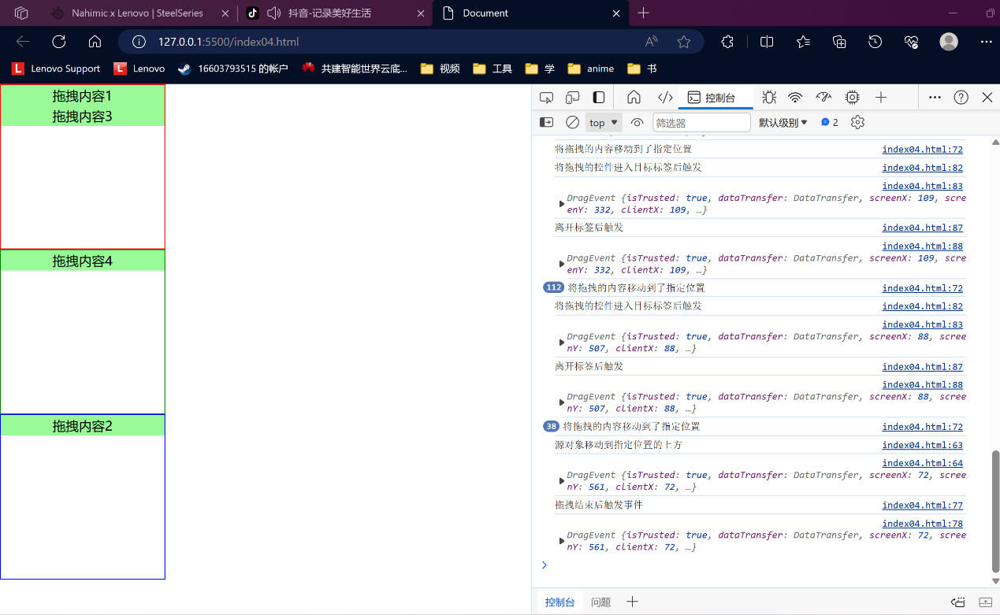 Nahimic x Lenovo | SteelSeries
抖音-记录美好生活
Document
127.0.0.1:5500/index04.html
Lenovo Support
Lenovo
16603793515 的帐户
共建智能世界云底...
视频
工具
学
anime
书
拖拽内容1
拖拽内容3
拖拽内容4
拖拽内容2
控制台
top
筛选器
默认级别
2
将拖拽的内容移动到了指定位置 index04.html:72
将拖拽的控件进入目标标签后触发 index04.html:82
index04.html:83
DragEvent {isTrusted: true, dataTransfer: DataTransfer, screenX: 109, scre
enY: 332, clientX: 109, …}
离开标签后触发 index04.html:87
index04.html:88
DragEvent {isTrusted: true, dataTransfer: DataTransfer, screenX: 109, scre
enY: 332, clientX: 109, …}
112 将拖拽的内容移动到了指定位置 index04.html:72
将拖拽的控件进入目标标签后触发 index04.html:82
index04.html:83
DragEvent {isTrusted: true, dataTransfer: DataTransfer, screenX: 88, scree
nY: 507, clientX: 88, …}
离开标签后触发 index04.html:87
index04.html:88
DragEvent {isTrusted: true, dataTransfer: DataTransfer, screenX: 88, scree
nY: 507, clientX: 88, …}
38 将拖拽的内容移动到了指定位置 index04.html:72
源对象移动到指定位置的上方 index04.html:63
index04.html:64
DragEvent {isTrusted: true, dataTransfer: DataTransfer, screenX: 72, scree
nY: 561, clientX: 72, …}
拖拽结束后触发事件 index04.html:77
index04.html:78
DragEvent {isTrusted: true, dataTransfer: DataTransfer, screenX: 72, scree
nY: 561, clientX: 72, …}
控制台
问题